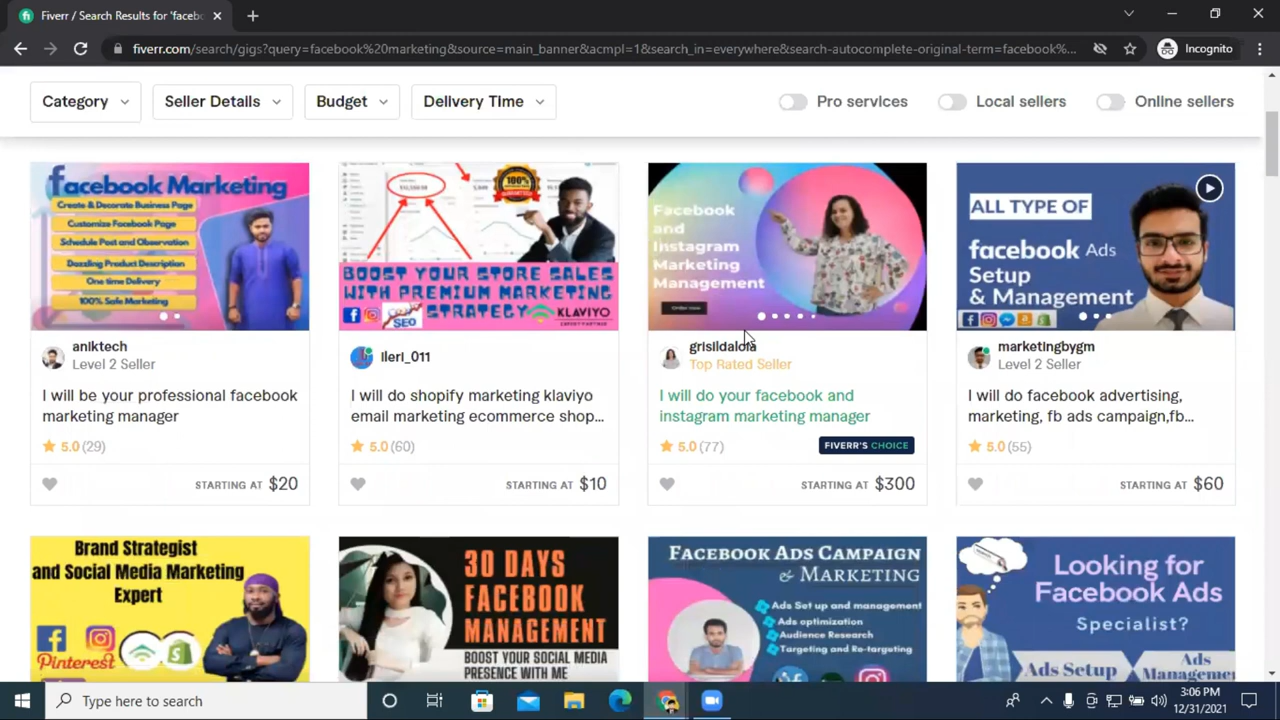 Fiverr / Search Results for 'facebo
fiverr.com/search/gigs?query=facebook%20marketing&source=main_banner&acmpl=1&search_in=everywhere&search-autocomplete-original-term=facebook%...
Incognito
Category
Seller Details
Budget
Delivery Time
Pro services
Local sellers
Online sellers
facebook Marketing
Create & Decorate Business Page
Customize Facebook Page
Schedule Post and Observation
Dazzling Product Description
One time Delivery
100% Safe Marketing
aniktech
Level 2 Seller
I will be your professional facebook
marketing manager
5.0 (29)
STARTING AT $20
100%
BOOST YOUR STORE SALES
WITH PREMIUM MARKETING
STRATEGY
SEO
KLAVIYO
ileri_011
I will do shopify marketing klaviyo
email marketing ecommerce shop...
5.0 (60)
STARTING AT $10
Facebook
and
Instagram
Marketing
Management
Order now
grisildalola
Top Rated Seller
I will do your facebook and
instagram marketing manager
5.0 (77)
FIVERR'S CHOICE
STARTING AT $300
ALL TYPE OF
facebook Ads
Setup
& Management
marketingbygm
Level 2 Seller
I will do facebook advertising,
marketing, fb ads campaign,fb...
5.0 (55)
STARTING AT $60
Brand Strategist
and Social Media Marketing
Expert
Pinterest
30 DAYS
FACEBOOK
MANAGEMENT
BOOST YOUR SOCIAL MEDIA
PRESENCE WITH ME
FACEBOOK ADS CAMPAIGN
& MARKETING
Ads Set up and management
Ads optimization
Audience Research
Targeting and Re-targeting
Looking for
Facebook Ads
Specialist?
Ads Setup
Ads
Management
Type here to search
3:06 PM
12/31/2021